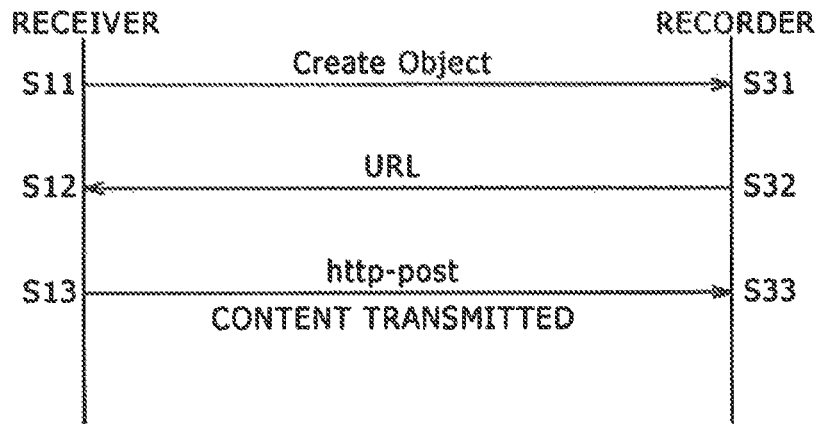 RECEIVER RECORDER
Create Object
S11 S31
URL
S12 S32
http-post
S13 S33
CONTENT TRANSMITTED